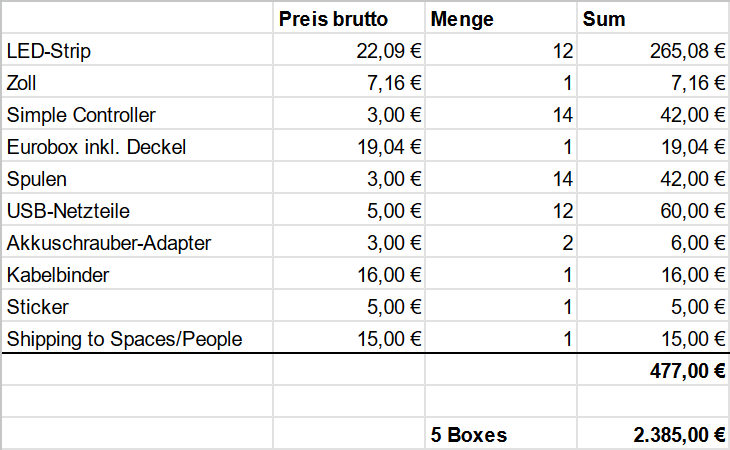 Preis brutto Menge Sum
LED-Strip 22,09 € 12 265,08 €
Zoll 7,16 € 1 7,16 €
Simple Controller 3,00 € 14 42,00 €
Eurobox inkl. Deckel 19,04 € 1 19,04 €
Spulen 3,00 € 14 42,00 €
USB-Netzteile 5,00 € 12 60,00 €
Akkuschrauber-Adapter 3,00 € 2 6,00 €
Kabelbinder 16,00 € 1 16,00 €
Sticker 5,00 € 1 5,00 €
Shipping to Spaces/People 15,00 € 1 15,00 €
477,00 €
5 Boxes 2.385,00 €